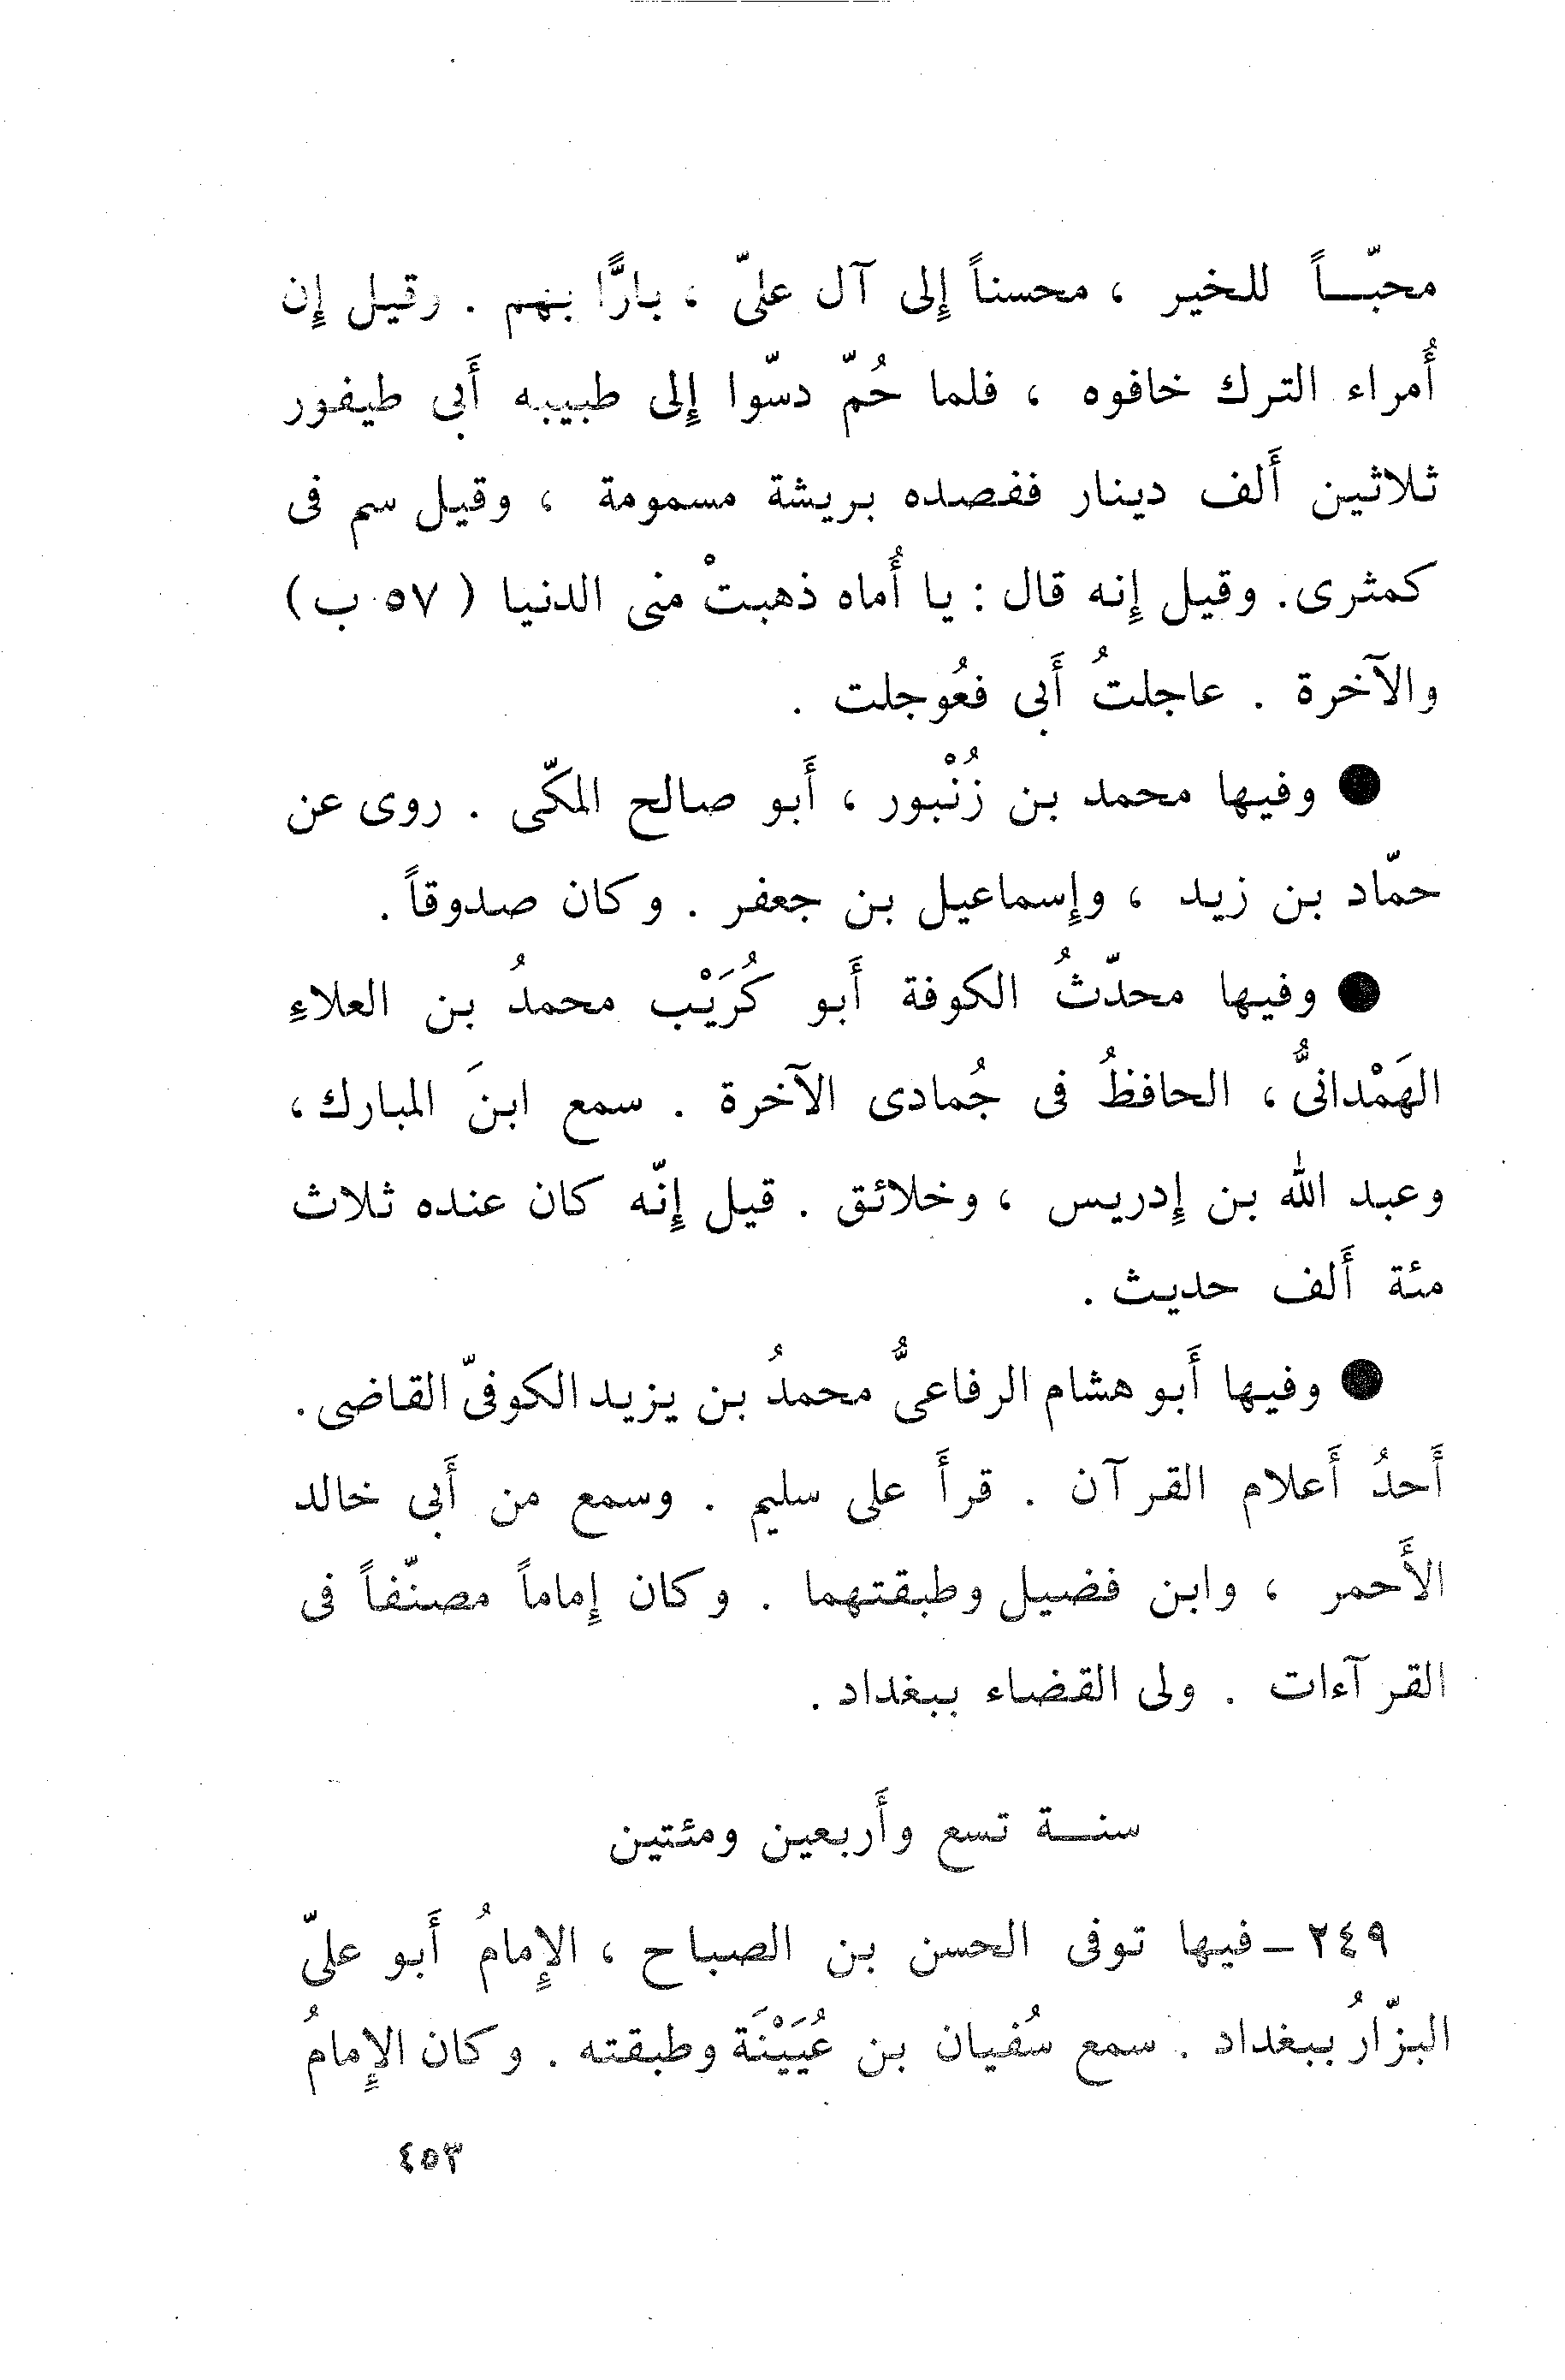 محبّـــاً للخير ، محسناً إلى آل علىّ ، بارًّا بهم . وقيل إن
أُمراء الترك خافوه ، فلما حُمّ دسّوا إلى طبيبه أَبى طيفور
ثلاثين أَلف دينار ففصده بريشة مسمومة ، وقيل سم فى
كمثرى. وقيل إنه قال : يا أُماه ذهبتْ منى الدنيا ( ٥٧ ب )
والآخرة . عاجلتُ أَبى فعُوجلت .
● وفيها محمد بن زُنْبور ، أَبو صالح المكّى . روى عن
حمّاد بن زيد ، وإسماعيل بن جعفر . وكان صدوقاً .
● وفيها محدّثُ الكوفة أَبو كُرَيْب محمدُ بن العلاءِ
الهَمْدانىُّ ، الحافظُ فى جُمادى الآخرة . سمع ابنَ المبارك ،
وعبد الله بن إدريس ، وخلائق . قيل إنّه كان عنده ثلاث
مئة أَلف حديث .
● وفيها أَبو هشام الرفاعىُّ محمدُ بن يزيد الكوفىّ القاضى .
أَحدُ أَعلام القرآن . قرأَ على سليم . وسمع من أَبى خالد
الأَحمر ، وابن فضيل وطبقتهما . وكان إماماً مصنّفاً فى
القرآءات . ولى القضاء ببغداد .
سنـــة تسع وأَربعين ومئتين
٢٤٩ – فيها توفى الحسن بن الصباح ، الإمامُ أَبو علىّ
البزّارُ ببغداد . سمع سُفيان بن عُيَيْنَة وطبقته . وكان الإمامُ
٤٥٣